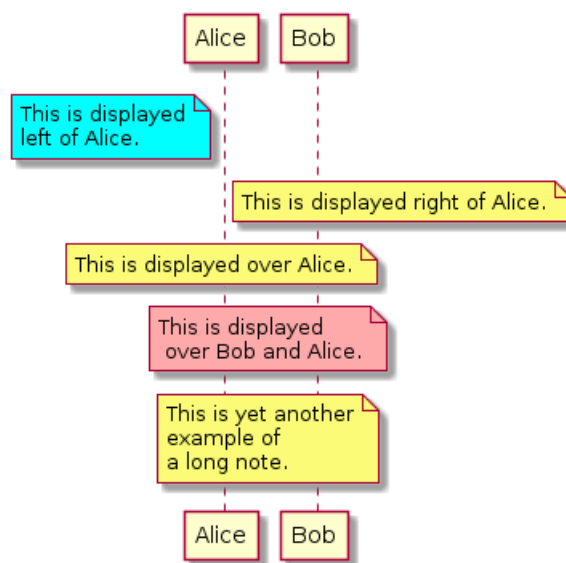 Alice Bob
This is displayed
left of Alice.
This is displayed right of Alice.
This is displayed over Alice.
This is displayed
over Bob and Alice.
This is yet another
example of
a long note.
Alice Bob